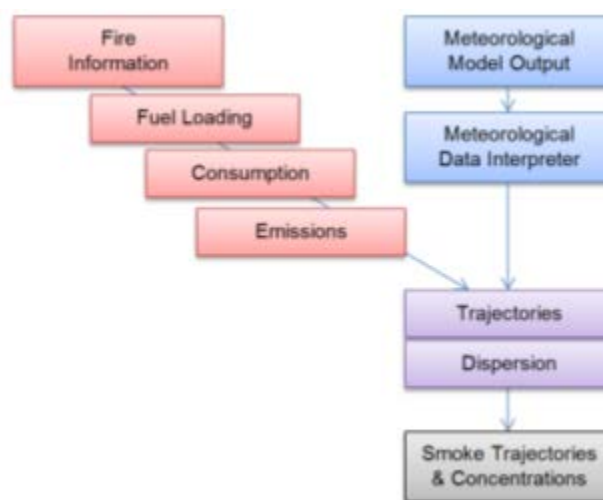 Fire
Information
Fuel Loading
Consumption
Emissions
Meteorological
Model Output
Meteorological
Data Interpreter
Trajectories
Dispersion
Smoke Trajectories
& Concentrations